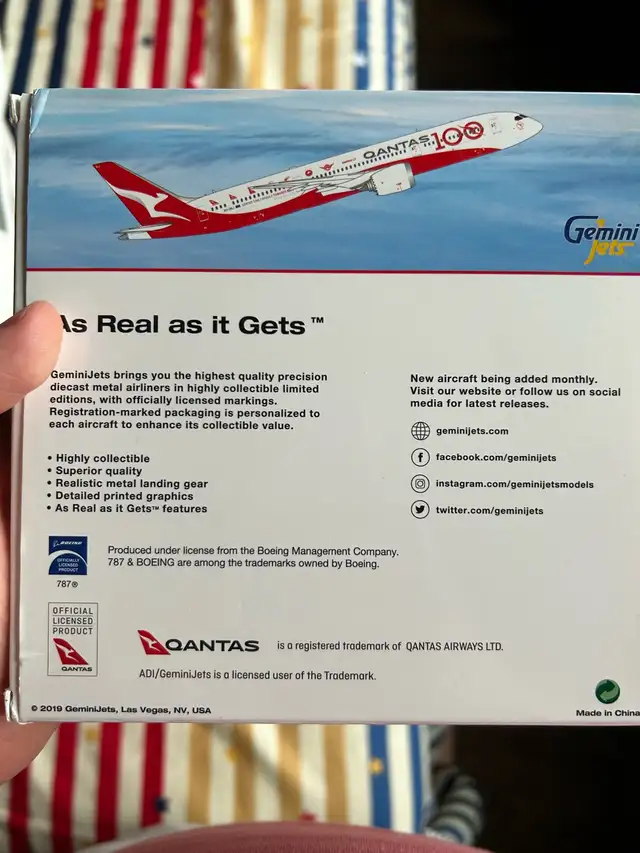 QANTAS 100
Gemini
Jets
As Real as it Gets™
GeminiJets brings you the highest quality precision
diecast metal airliners in highly collectible limited
editions, with officially licensed markings.
Registration-marked packaging is personalized to
each aircraft to enhance its collectible value.
• Highly collectible
• Superior quality
• Realistic metal landing gear
• Detailed printed graphics
• As Real as it Gets™ features
New aircraft being added monthly.
Visit our website or follow us on social
media for latest releases.
geminijets.com
facebook.com/geminijets
instagram.com/geminijetsmodels
twitter.com/geminijets
BOEING
OFFICIALLY
LICENSED
PRODUCT
787®
Produced under license from the Boeing Management Company.
787 & BOEING are among the trademarks owned by Boeing.
OFFICIAL
LICENSED
PRODUCT
QANTAS
QANTAS is a registered trademark of QANTAS AIRWAYS LTD.
ADI/GeminiJets is a licensed user of the Trademark.
© 2019 GeminiJets, Las Vegas, NV, USA
Made in China